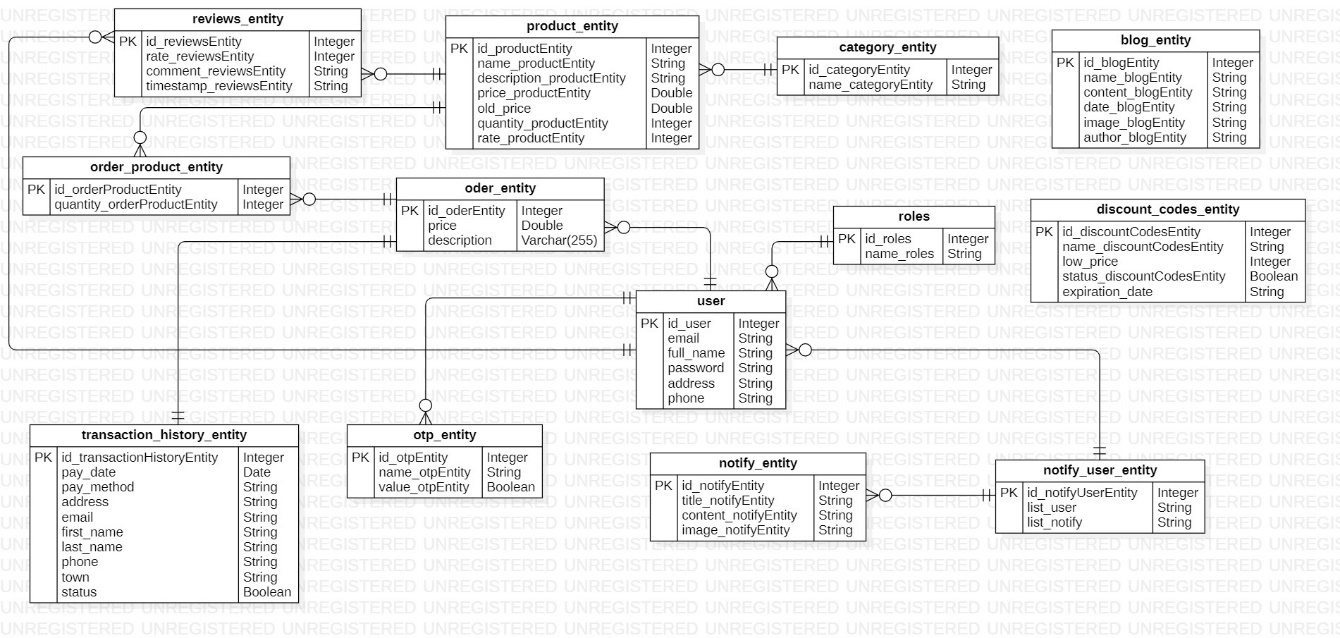 reviews_entity
PK id_reviewsEntity Integer
rate_reviewsEntity Integer
comment_reviewsEntity String
timestamp_reviewsEntity String
product_entity
PK id_productEntity Integer
name_productEntity String
description_productEntity String
price_productEntity Double
old_price Double
quantity_productEntity Integer
rate_productEntity Integer
category_entity
PK id_categoryEntity Integer
name_categoryEntity String
blog_entity
PK id_blogEntity Integer
name_blogEntity String
content_blogEntity String
date_blogEntity String
image_blogEntity String
author_blogEntity String
order_product_entity
PK id_orderProductEntity Integer
quantity_orderProductEntity Integer
oder_entity
PK id_oderEntity Integer
price Double
description Varchar(255)
roles
PK id_roles Integer
name_roles String
discount_codes_entity
PK id_discountCodesEntity Integer
name_discountCodesEntity String
low_price Integer
status_discountCodesEntity Boolean
expiration_date String
user
PK id_user Integer
email String
full_name String
password String
address String
phone String
transaction_history_entity
PK id_transactionHistoryEntity Integer
pay_date Date
pay_method String
address String
email String
first_name String
last_name String
phone String
town String
status Boolean
otp_entity
PK id_otpEntity Integer
name_otpEntity String
value_otpEntity Boolean
notify_entity
PK id_notifyEntity Integer
title_notifyEntity String
content_notifyEntity String
image_notifyEntity String
notify_user_entity
PK id_notifyUserEntity Integer
list_user String
list_notify String
UNREGISTERED